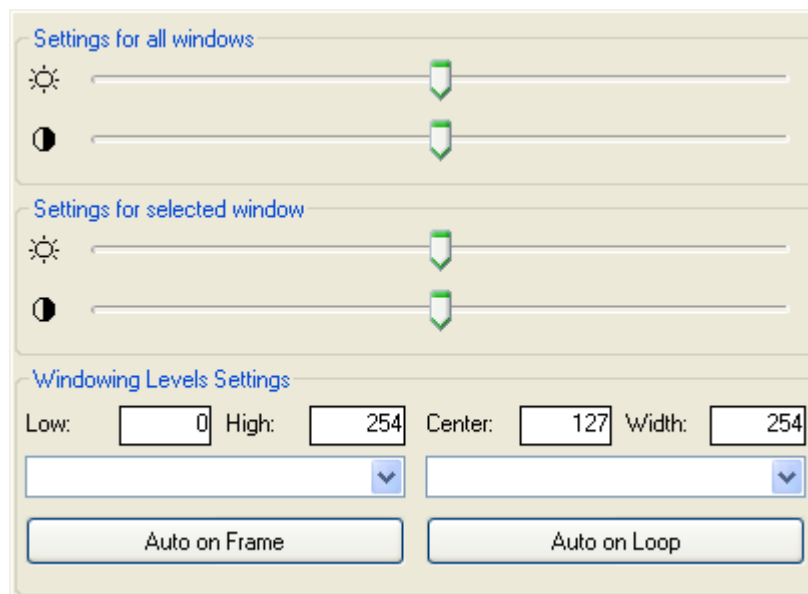 Settings for all windows
Settings for selected window
Windowing Levels Settings
Low: 0 High: 254 Center: 127 Width: 254
Auto on Frame Auto on Loop